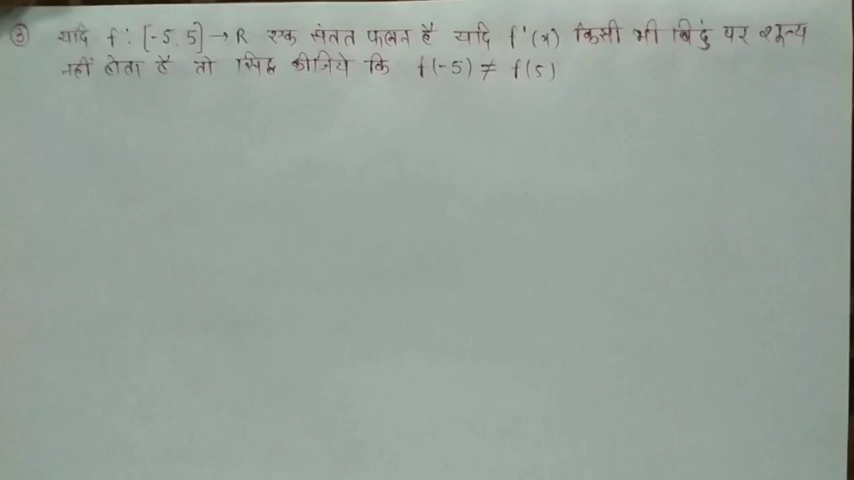 ③ यदि f : [-5, 5] → R एक संतत फलन है यदि f'(x) किसी भी बिंदु पर शून्य
नहीं होता है तो सिद्ध कीजिये कि f(-5) ≠ f(5)